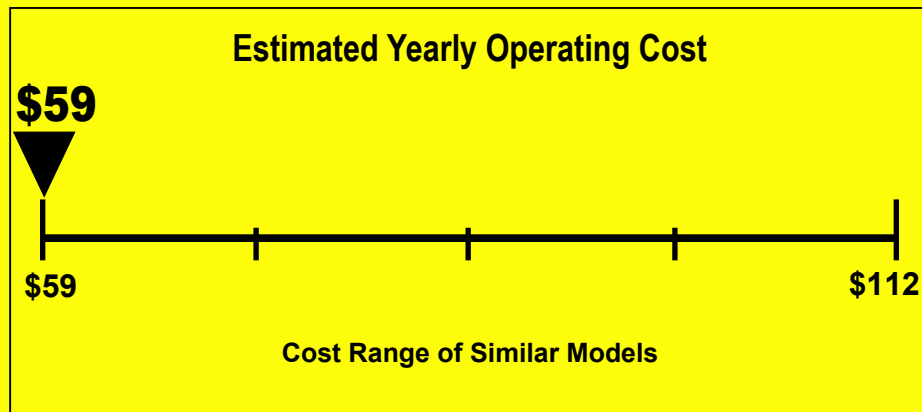 Estimated Yearly Operating Cost
$59
$59
$112
Cost Range of Similar Models